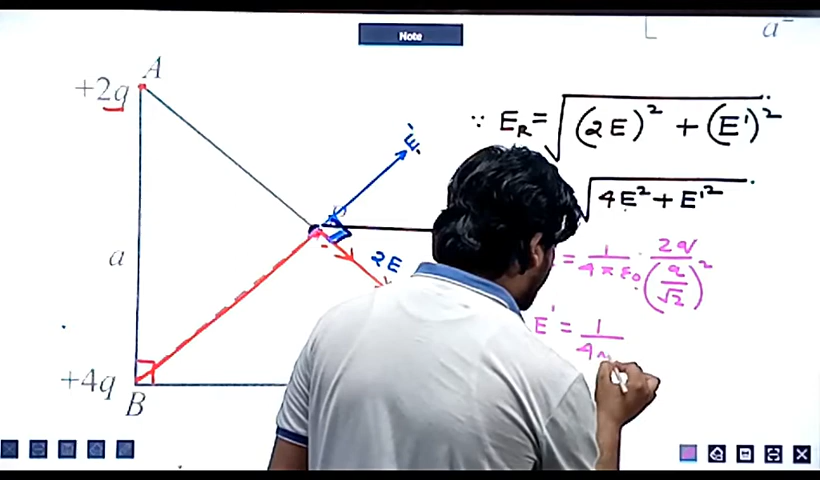 Note
a
+2q
A
E'
2E
a
+4q
B
∵ E_R = √((2E)² + (E')²)
√(4E² + E'²)
= 1/4πε₀ · 2q/(a/√2)²
E' = 1/4π